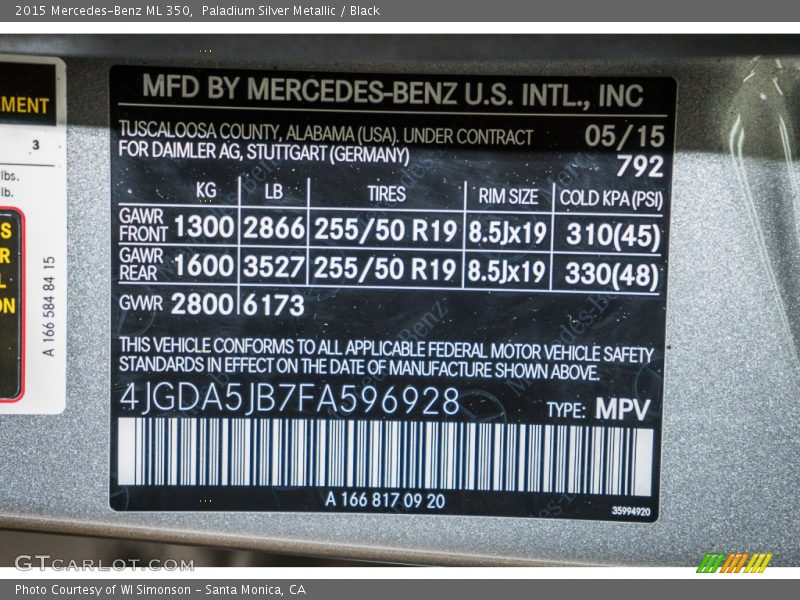 2015 Mercedes-Benz ML 350, Paladium Silver Metallic / Black
EMENT
3
lbs.
lb.
S
R
L
ON
A 166 584 84 15
MFD BY MERCEDES-BENZ U.S. INTL., INC
TUSCALOOSA COUNTY, ALABAMA (USA). UNDER CONTRACT 05/15
FOR DAIMLER AG, STUTTGART (GERMANY) 792
KG LB TIRES RIM SIZE COLD KPA (PSI)
GAWR FRONT 1300 2866 255/50 R19 8.5Jx19 310(45)
GAWR REAR 1600 3527 255/50 R19 8.5Jx19 330(48)
GVWR 2800 6173
THIS VEHICLE CONFORMS TO ALL APPLICABLE FEDERAL MOTOR VEHICLE SAFETY
STANDARDS IN EFFECT ON THE DATE OF MANUFACTURE SHOWN ABOVE.
4JGDA5JB7FA596928 TYPE: MPV
A 166 817 09 20
35994920
GTCARLOT.COM
Photo Courtesy of WI Simonson - Santa Monica, CA